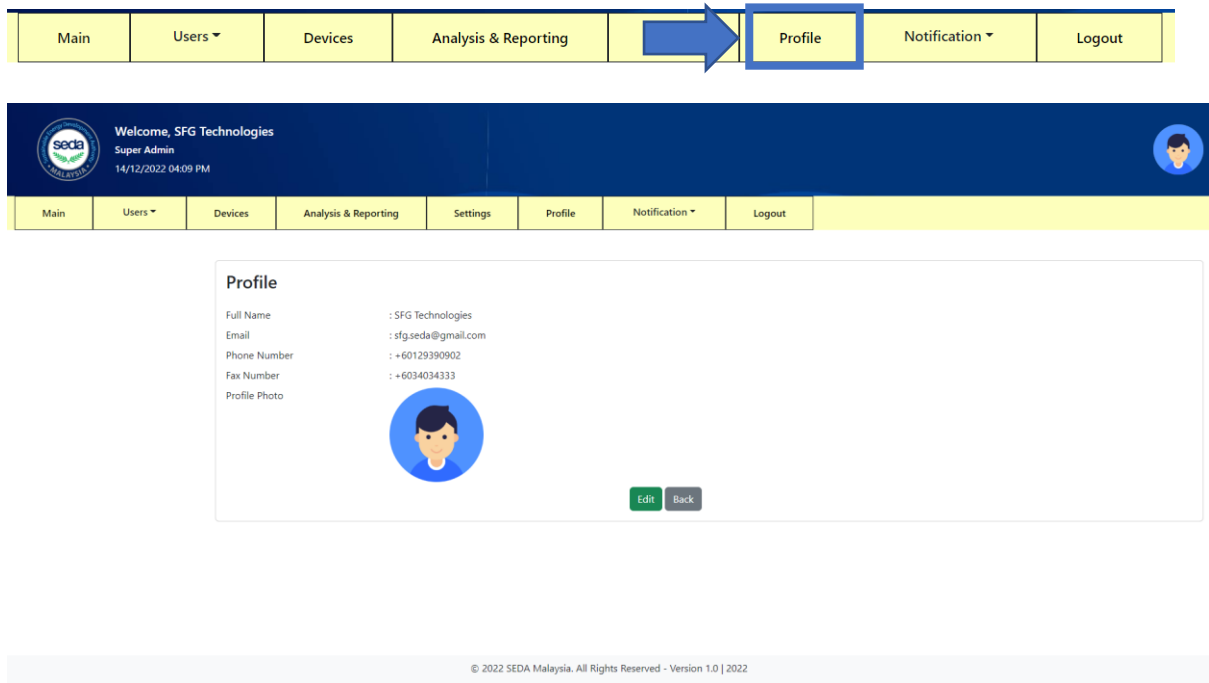 Main Users Devices Analysis & Reporting Profile Notification Logout
seda
MALAYSIA
Welcome, SFG Technologies
Super Admin
14/12/2022 04:09 PM
Main Users Devices Analysis & Reporting Settings Profile Notification Logout
Profile
Full Name : SFG Technologies
Email : sfg.seda@gmail.com
Phone Number : +60129390902
Fax Number : +6034034333
Profile Photo
Edit Back
© 2022 SEDA Malaysia. All Rights Reserved - Version 1.0 | 2022